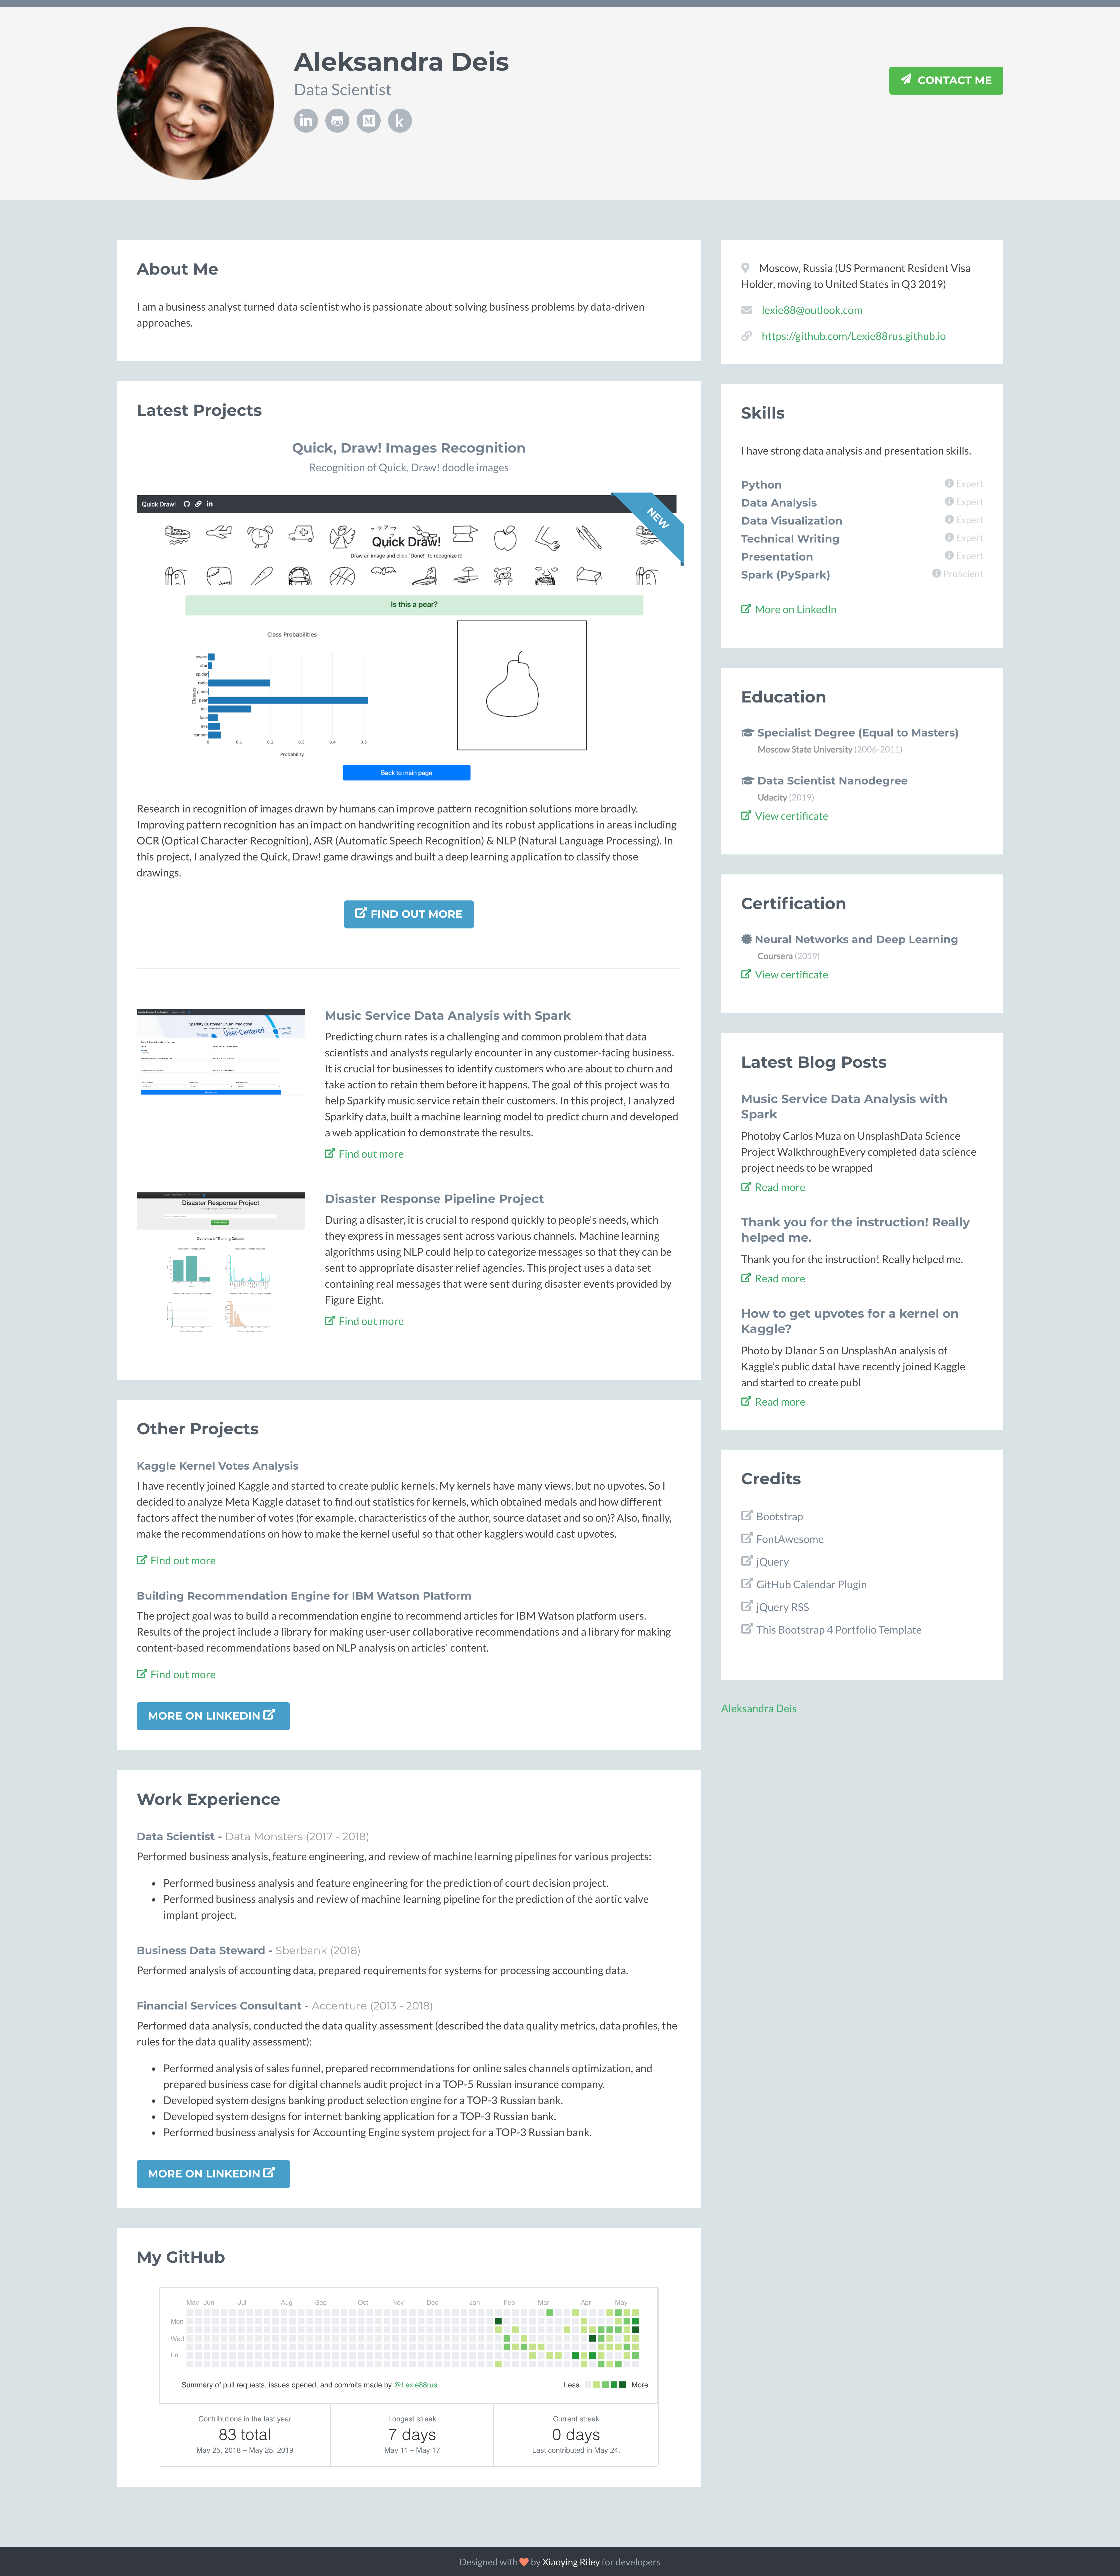 Aleksandra Deis
Data Scientist
CONTACT ME
About Me
I am a business analyst turned data scientist who is passionate about solving business problems by data-driven
approaches.
Latest Projects
Quick, Draw! Images Recognition
Recognition of Quick, Draw! doodle images
Quick Draw!
NEW
Quick Draw!
Draw an image and click "Done!" to recognize it!
Is this a pear?
Class Probabilities
Classes
sword
star
spider
radio
piano
pear
nail
face
eye
cannon
0 0.1 0.2 0.3 0.4 0.5
Probability
Back to main page
Research in recognition of images drawn by humans can improve pattern recognition solutions more broadly.
Improving pattern recognition has an impact on handwriting recognition and its robust applications in areas including
OCR (Optical Character Recognition), ASR (Automatic Speech Recognition) & NLP (Natural Language Processing). In
this project, I analyzed the Quick, Draw! game drawings and built a deep learning application to classify those
drawings.
FIND OUT MORE
Sparkify Customer Churn Prediction
User-Centered
Music Service Data Analysis with Spark
Predicting churn rates is a challenging and common problem that data
scientists and analysts regularly encounter in any customer-facing business.
It is crucial for businesses to identify customers who are about to churn and
take action to retain them before it happens. The goal of this project was to
help Sparkify music service retain their customers. In this project, I analyzed
Sparkify data, built a machine learning model to predict churn and developed
a web application to demonstrate the results.
Find out more
Disaster Response Project
Overview of Training Dataset
Disaster Response Pipeline Project
During a disaster, it is crucial to respond quickly to people's needs, which
they express in messages sent across various channels. Machine learning
algorithms using NLP could help to categorize messages so that they can be
sent to appropriate disaster relief agencies. This project uses a data set
containing real messages that were sent during disaster events provided by
Figure Eight.
Find out more
Other Projects
Kaggle Kernel Votes Analysis
I have recently joined Kaggle and started to create public kernels. My kernels have many views, but no upvotes. So I
decided to analyze Meta Kaggle dataset to find out statistics for kernels, which obtained medals and how different
factors affect the number of votes (for example, characteristics of the author, source dataset and so on)? Also, finally,
make the recommendations on how to make the kernel useful so that other kagglers would cast upvotes.
Find out more
Building Recommendation Engine for IBM Watson Platform
The project goal was to build a recommendation engine to recommend articles for IBM Watson platform users.
Results of the project include a library for making user-user collaborative recommendations and a library for making
content-based recommendations based on NLP analysis on articles' content.
Find out more
MORE ON LINKEDIN
Work Experience
Data Scientist - Data Monsters (2017 - 2018)
Performed business analysis, feature engineering, and review of machine learning pipelines for various projects:
• Performed business analysis and feature engineering for the prediction of court decision project.
• Performed business analysis and review of machine learning pipeline for the prediction of the aortic valve
implant project.
Business Data Steward - Sberbank (2018)
Performed analysis of accounting data, prepared requirements for systems for processing accounting data.
Financial Services Consultant - Accenture (2013 - 2018)
Performed data analysis, conducted the data quality assessment (described the data quality metrics, data profiles, the
rules for the data quality assessment):
• Performed analysis of sales funnel, prepared recommendations for online sales channels optimization, and
prepared business case for digital channels audit project in a TOP-5 Russian insurance company.
• Developed system designs banking product selection engine for a TOP-3 Russian bank.
• Developed system designs for internet banking application for a TOP-3 Russian bank.
• Performed business analysis for Accounting Engine system project for a TOP-3 Russian bank.
MORE ON LINKEDIN
My GitHub
May Jun Jul Aug Sep Oct Nov Dec Jan Feb Mar Apr May
Mon
Wed
Fri
Summary of pull requests, issues opened, and commits made by @Lexie88rus
Less More
Contributions in the last year
83 total
May 25, 2018 – May 25, 2019
Longest streak
7 days
May 11 – May 17
Current streak
0 days
Last contributed in May 24.
Moscow, Russia (US Permanent Resident Visa
Holder, moving to United States in Q3 2019)
lexie88@outlook.com
https://github.com/Lexie88rus.github.io
Skills
I have strong data analysis and presentation skills.
Python Expert
Data Analysis Expert
Data Visualization Expert
Technical Writing Expert
Presentation Expert
Spark (PySpark) Proficient
More on LinkedIn
Education
Specialist Degree (Equal to Masters)
Moscow State University (2006-2011)
Data Scientist Nanodegree
Udacity (2019)
View certificate
Certification
Neural Networks and Deep Learning
Coursera (2019)
View certificate
Latest Blog Posts
Music Service Data Analysis with
Spark
Photoby Carlos Muza on UnsplashData Science
Project WalkthroughEvery completed data science
project needs to be wrapped
Read more
Thank you for the instruction! Really
helped me.
Thank you for the instruction! Really helped me.
Read more
How to get upvotes for a kernel on
Kaggle?
Photo by Dlanor S on UnsplashAn analysis of
Kaggle's public dataI have recently joined Kaggle
and started to create publ
Read more
Credits
Bootstrap
FontAwesome
jQuery
GitHub Calendar Plugin
jQuery RSS
This Bootstrap 4 Portfolio Template
Aleksandra Deis
Designed with by Xiaoying Riley for developers